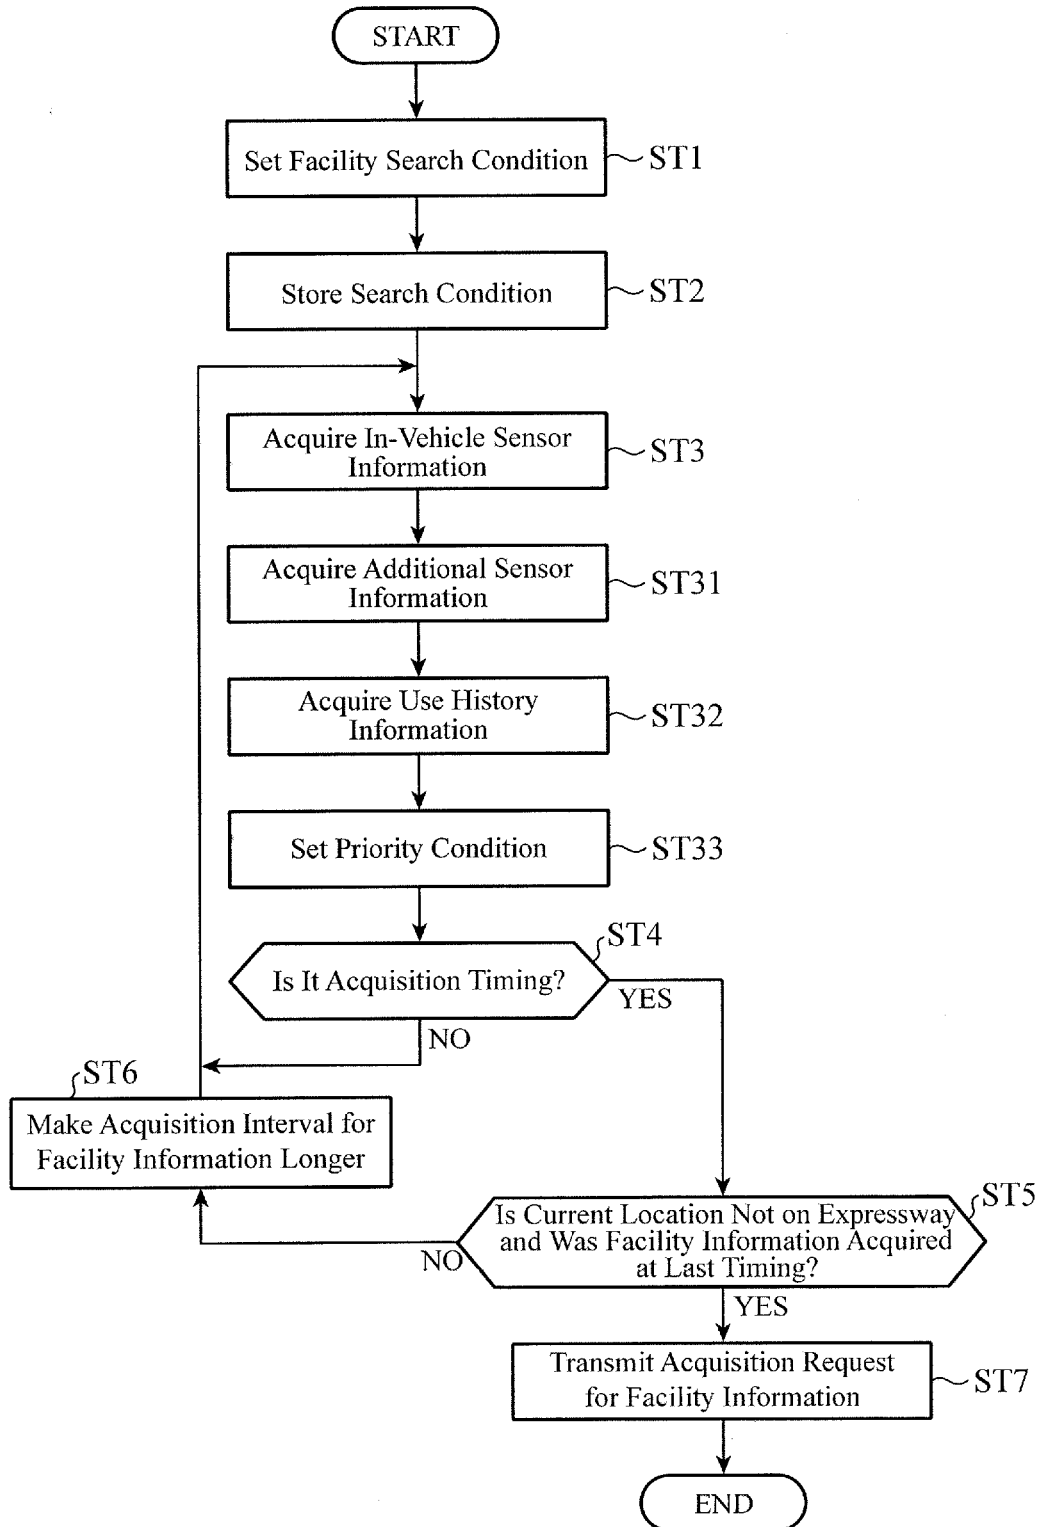 START
Set Facility Search Condition
ST1
Store Search Condition
ST2
Acquire In-Vehicle Sensor
Information
ST3
Acquire Additional Sensor
Information
ST31
Acquire Use History
Information
ST32
Set Priority Condition
ST33
ST4
Is It Acquisition Timing?
YES
NO
ST6
Make Acquisition Interval for
Facility Information Longer
ST5
Is Current Location Not on Expressway
and Was Facility Information Acquired
at Last Timing?
NO
YES
Transmit Acquisition Request
for Facility Information
ST7
END